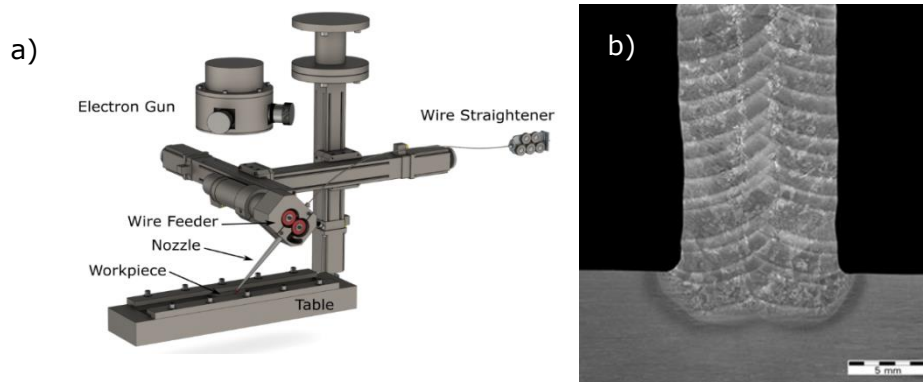 a)
Electron Gun
Wire Straightener
Wire Feeder
Nozzle
Workpiece
Table
b)
5 mm